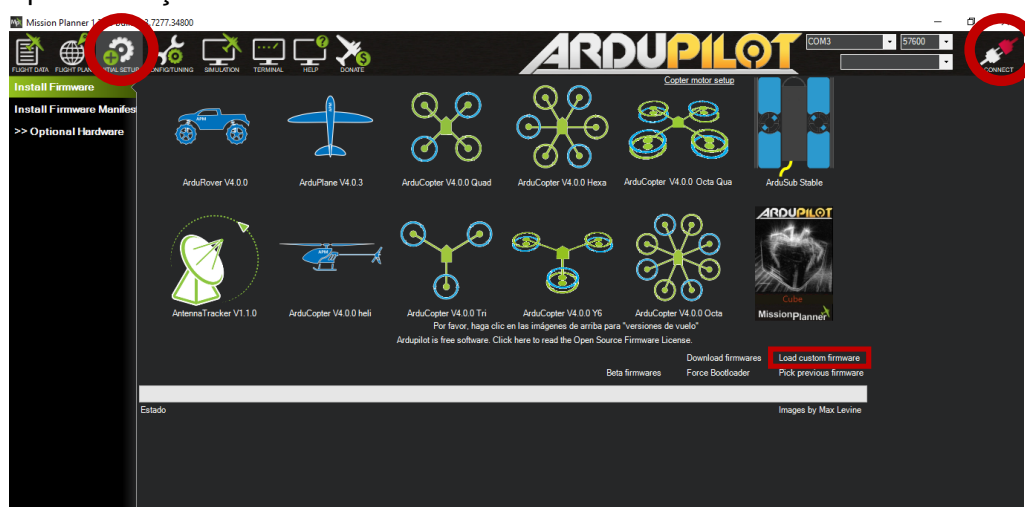 Mission Planner 1
7277.34800
FLIGHT DATA FLIGHT PLAN INITIAL SETUP CONFIG/TUNING SIMULATION TERMINAL HELP DONATE
ARDUPILOT
COM3 57600
CONNECT
Install Firmware
Install Firmware Manifes
>> Optional Hardware
Copter motor setup
APM
APM
ArduRover V4.0.0 ArduPlane V4.0.3 ArduCopter V4.0.0 Quad ArduCopter V4.0.0 Hexa ArduCopter V4.0.0 Octa Qua ArduSub Stable
ARDUPILOT
APM
Cube
MissionPlanner
AntennaTracker V1.1.0 ArduCopter V4.0.0 heli ArduCopter V4.0.0 Tri ArduCopter V4.0.0 Y6 ArduCopter V4.0.0 Octa
Por favor, haga clic en las imágenes de arriba para "versiones de vuelo"
Ardupilot is free software. Click here to read the Open Source Firmware License.
Download firmwares Load custom firmware
Beta firmwares Force Bootloader Pick previous firmware
Estado Images by Max Levine